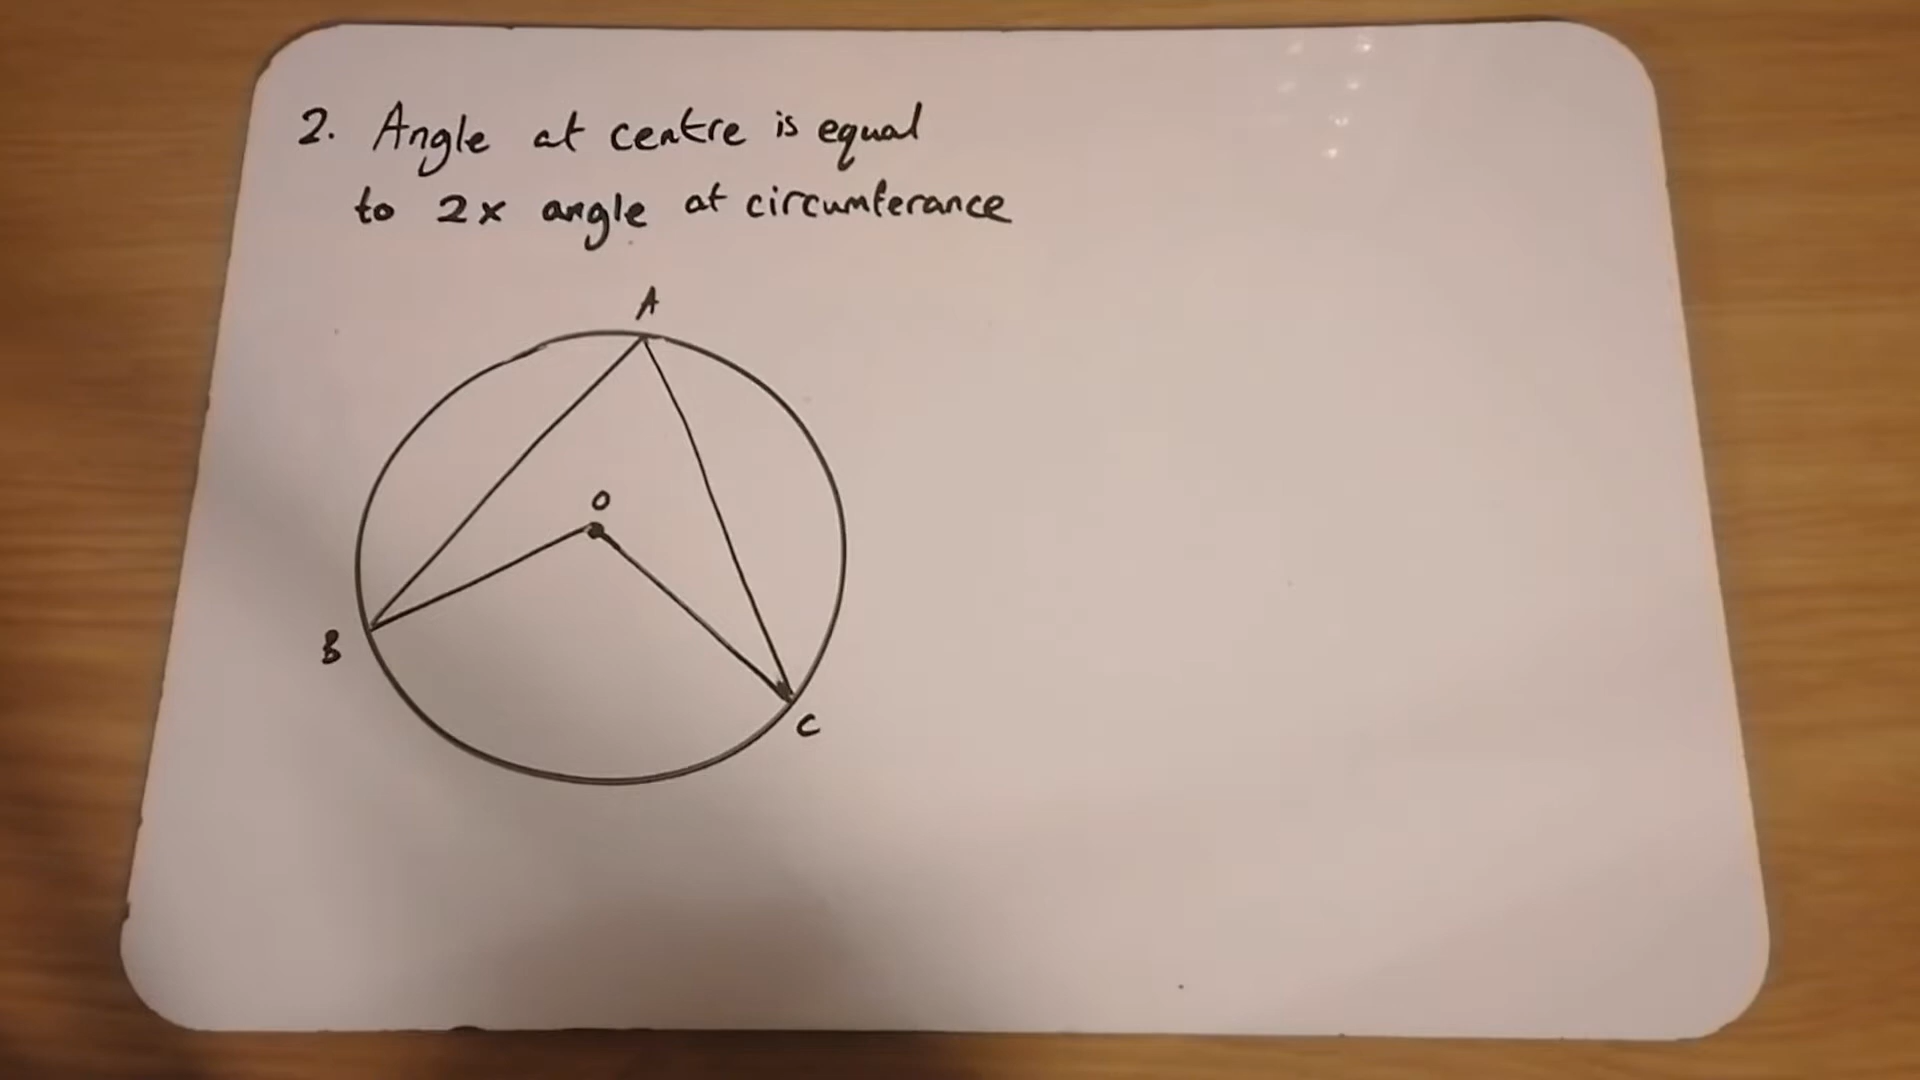 2. Angle at centre is equal
to 2x angle at circumferance
A
O
B
C